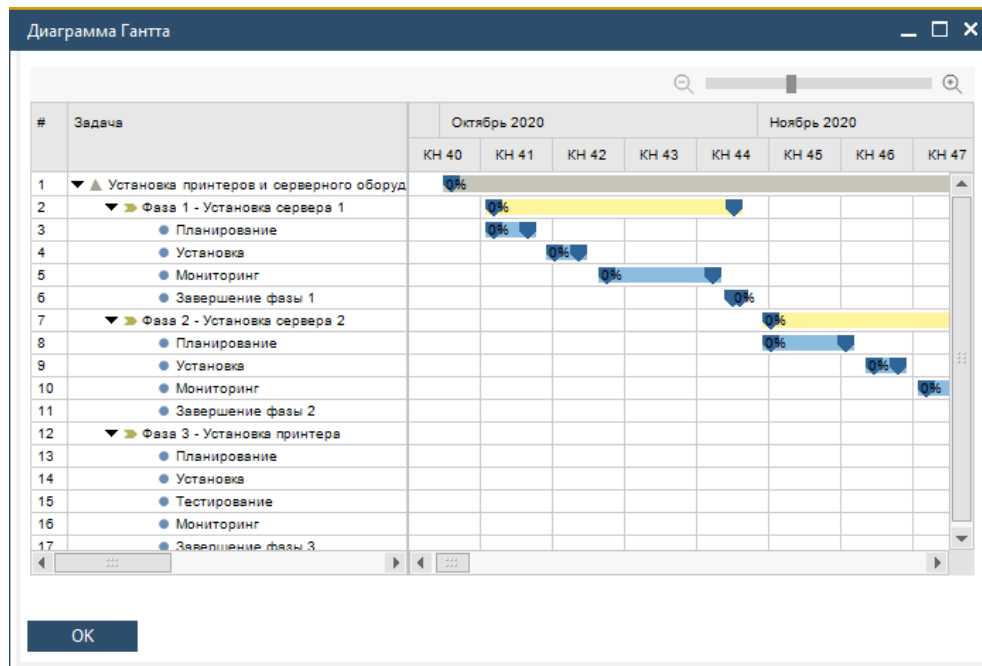 Диаграмма Гантта
# Задача Октябрь 2020 Ноябрь 2020
КН 40 КН 41 КН 42 КН 43 КН 44 КН 45 КН 46 КН 47
1 Установка принтеров и серверного оборуд 0%
2 Фаза 1 - Установка сервера 1 0%
3 Планирование 0%
4 Установка 0%
5 Мониторинг 0%
6 Завершение фазы 1 0%
7 Фаза 2 - Установка сервера 2 0%
8 Планирование 0%
9 Установка 0%
10 Мониторинг 0%
11 Завершение фазы 2
12 Фаза 3 - Установка принтера
13 Планирование
14 Установка
15 Тестирование
16 Мониторинг
17 Завершение фазы 3
OK